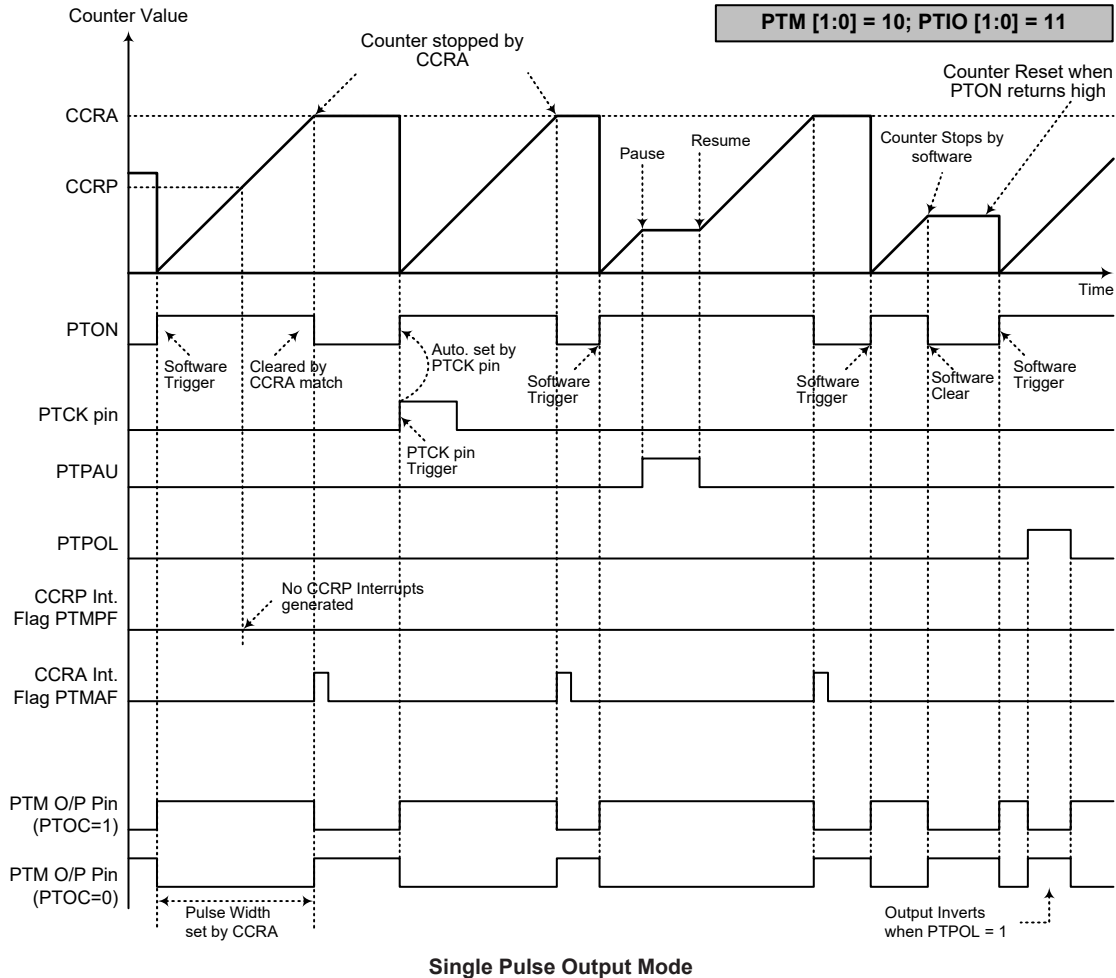 Counter Value
PTM [1:0] = 10; PTIO [1:0] = 11
Counter stopped by
CCRA
Counter Reset when
PTON returns high
CCRA
CCRP
Pause
Resume
Counter Stops by
software
Time
PTON
Software
Trigger
Cleared by
CCRA match
Auto. set by
PTCK pin
Software
Trigger
Software
Trigger
Software
Clear
Software
Trigger
PTCK pin
PTCK pin
Trigger
PTPAU
PTPOL
CCRP Int.
Flag PTMPF
No CCRP Interrupts
generated
CCRA Int.
Flag PTMAF
PTM O/P Pin
(PTOC=1)
PTM O/P Pin
(PTOC=0)
Pulse Width
set by CCRA
Output Inverts
when PTPOL = 1
Single Pulse Output Mode